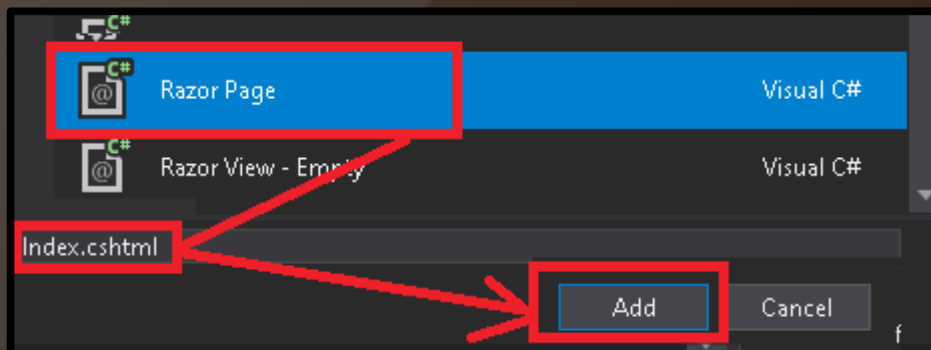 C#
C#
Razor Page Visual C#
@
C#
Razor View - Empty Visual C#
@
Index.cshtml
Add Cancel
f